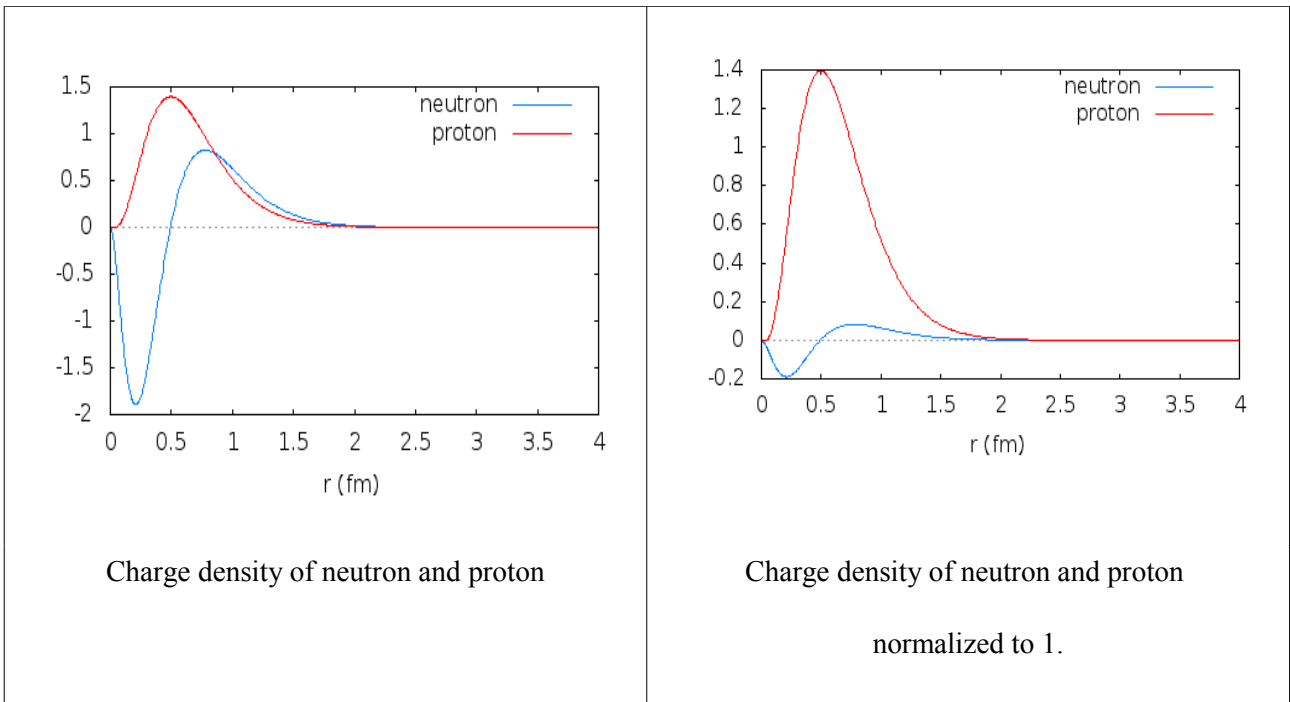 1.5
1
0.5
0
-0.5
-1
-1.5
-2
0 0.5 1 1.5 2 2.5 3 3.5 4
r (fm)
neutron
proton
Charge density of neutron and proton
1.4
1.2
1
0.8
0.6
0.4
0.2
0
-0.2
0 0.5 1 1.5 2 2.5 3 3.5 4
r (fm)
neutron
proton
Charge density of neutron and proton
normalized to 1.